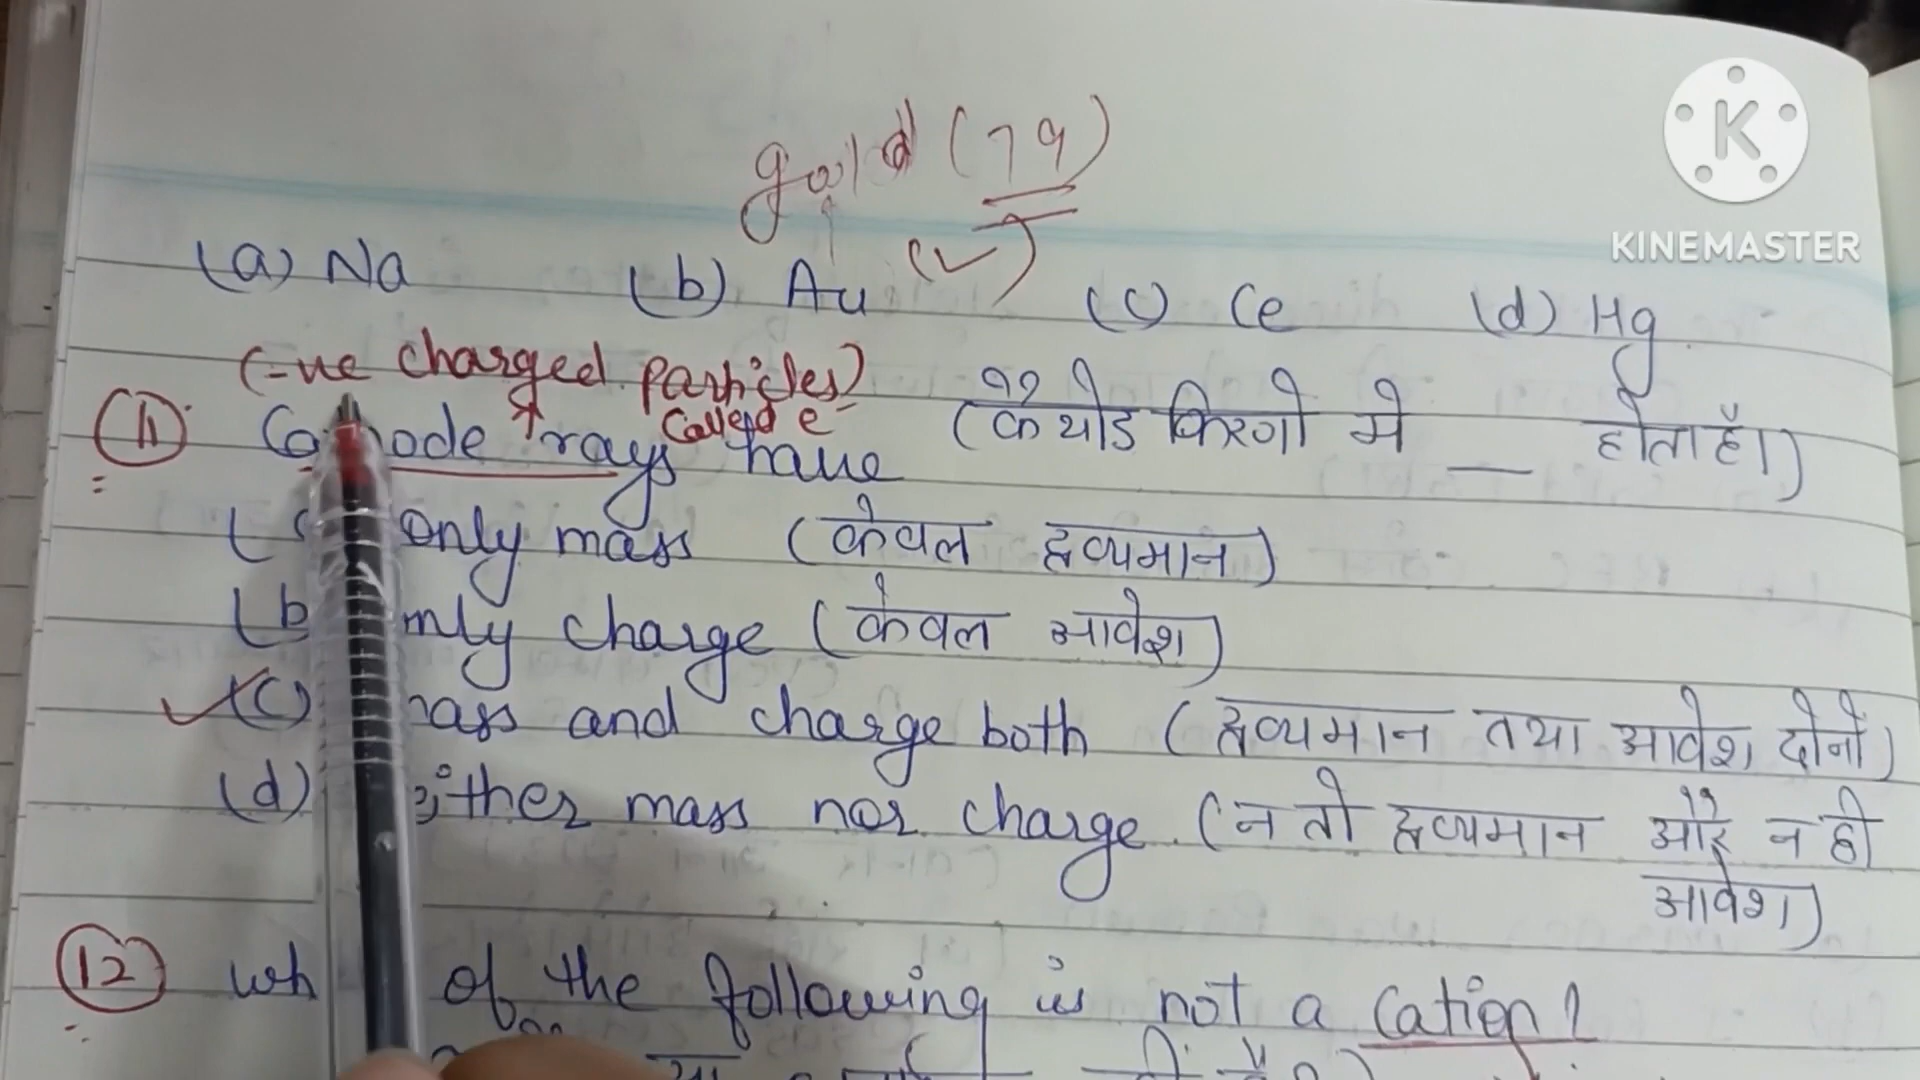 gold (79)
K
KINEMASTER
(a) Na (b) Au (✓) (c) Ce (d) Hg
(-ve charged particles)
called e-
(11) Cathode rays have (कैथोड किरणों में __ होता है।)
only mass (केवल द्रव्यमान)
(b) only charge (केवल आवेश)
✓(c) mass and charge both (द्रव्यमान तथा आवेश दोनों)
(d) neither mass nor charge. (न तो द्रव्यमान और न ही
आवेश)
(12) of the following is not a cation?